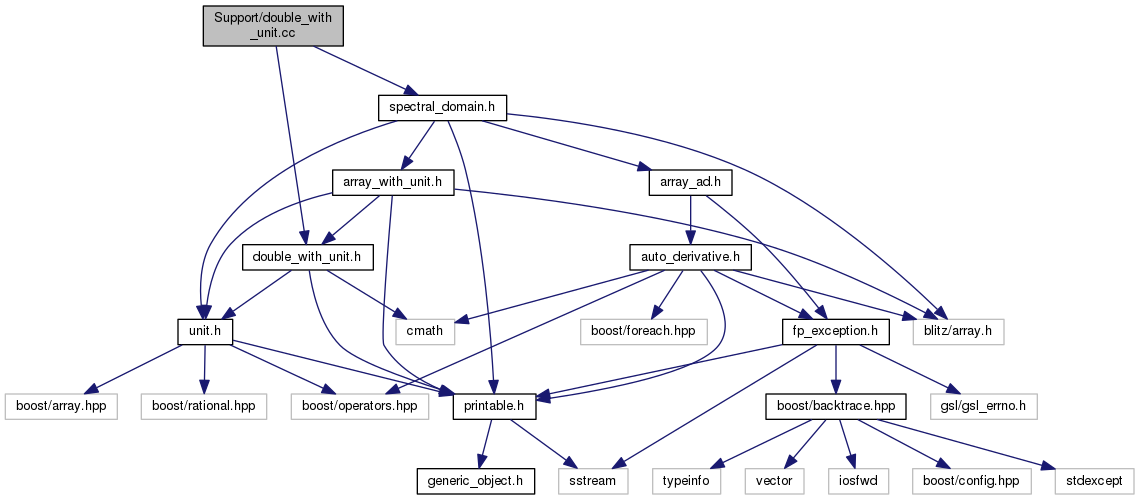 Support/double_with
_unit.cc
spectral_domain.h
array_with_unit.h
array_ad.h
double_with_unit.h
auto_derivative.h
unit.h
cmath
boost/foreach.hpp
fp_exception.h
blitz/array.h
boost/array.hpp
boost/rational.hpp
boost/operators.hpp
printable.h
boost/backtrace.hpp
gsl/gsl_errno.h
generic_object.h
sstream
typeinfo
vector
iosfwd
boost/config.hpp
stdexcept